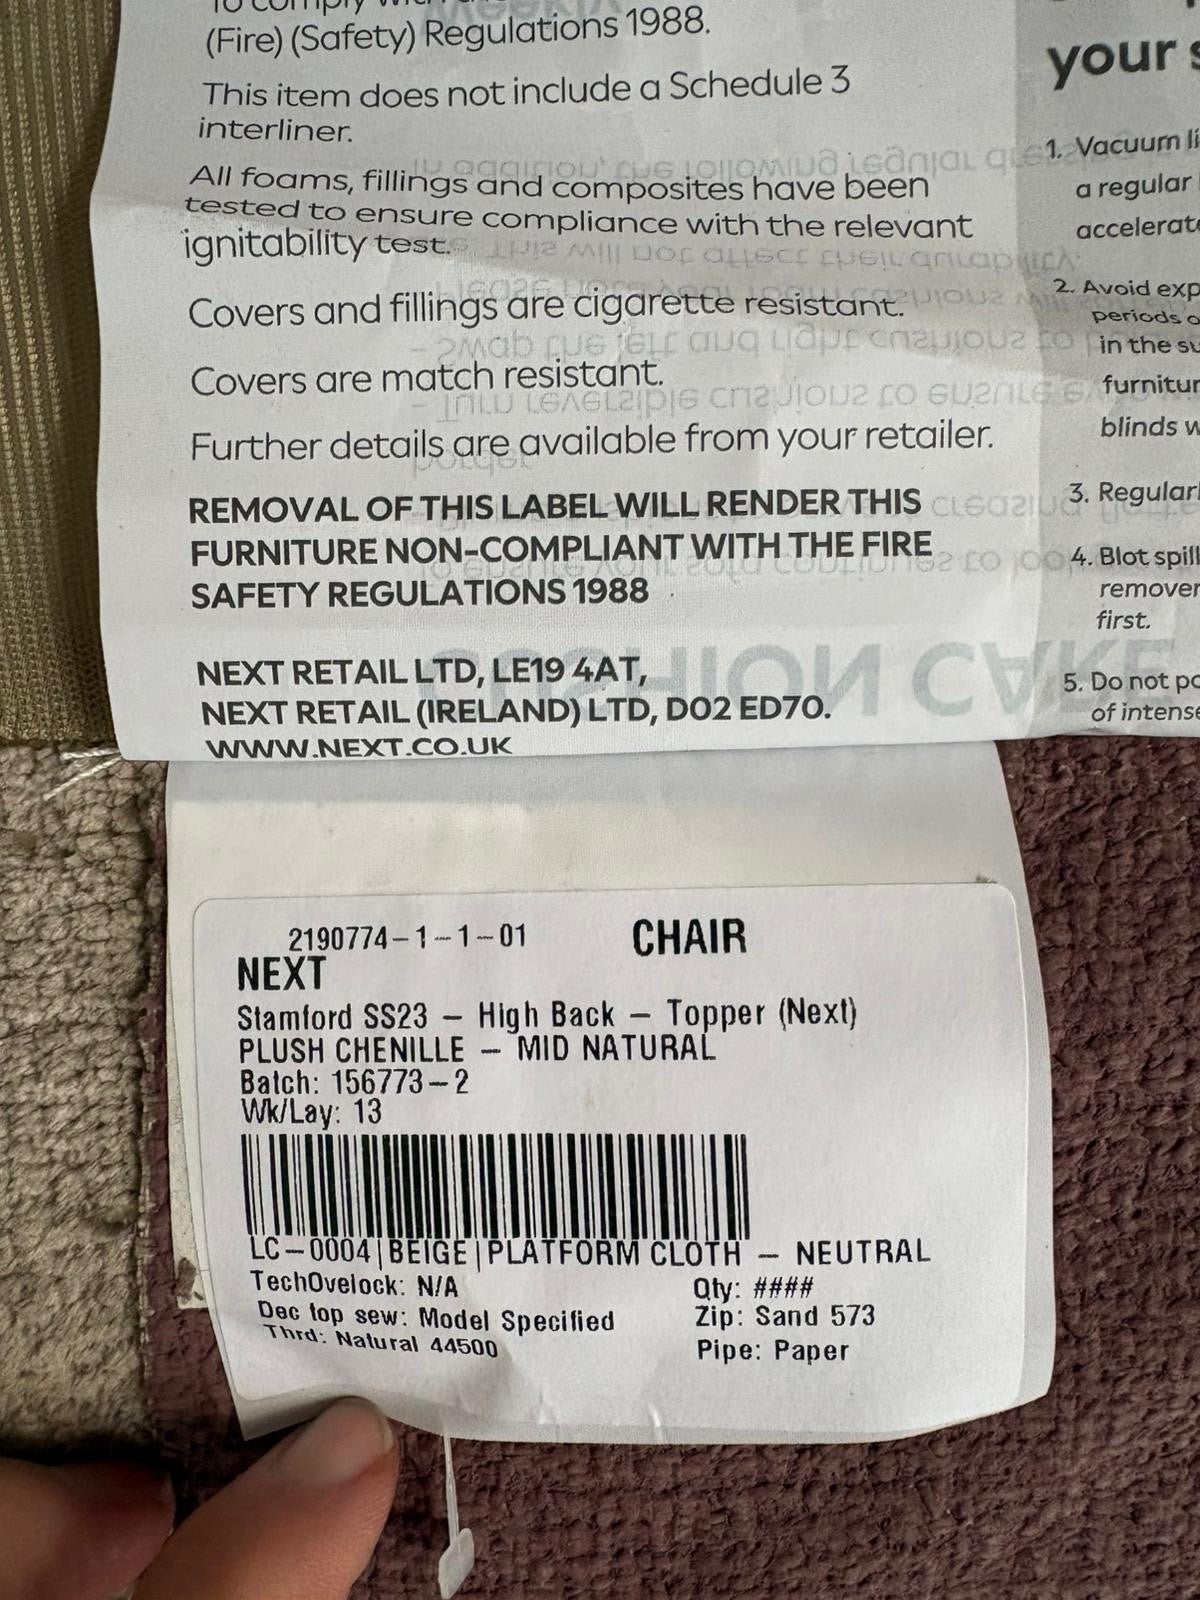 To comply with the
(Fire) (Safety) Regulations 1988.
This item does not include a Schedule 3
interliner.
All foams, fillings and composites have been
tested to ensure compliance with the relevant
ignitability test.
Covers and fillings are cigarette resistant.
Covers are match resistant.
Further details are available from your retailer.
REMOVAL OF THIS LABEL WILL RENDER THIS
FURNITURE NON-COMPLIANT WITH THE FIRE
SAFETY REGULATIONS 1988
NEXT RETAIL LTD, LE19 4AT,
NEXT RETAIL (IRELAND) LTD, D02 ED70.
WWW.NEXT.CO.UK
your
1. Vacuum
a regular
accelerat
2. Avoid exp
periods
in the su
furnitur
blinds
3. Regularl
4. Blot spill
remover
first.
5. Do not
of intense
2190774-1-1-01 CHAIR
NEXT
Stamford SS23 - High Back - Topper (Next)
PLUSH CHENILLE - MID NATURAL
Batch: 156773-2
Wk/Lay: 13
LC-0004|BEIGE|PLATFORM CLOTH - NEUTRAL
TechOvelock: N/A Qty: ####
Dec top sew: Model Specified Zip: Sand 573
Thrd: Natural 44500 Pipe: Paper